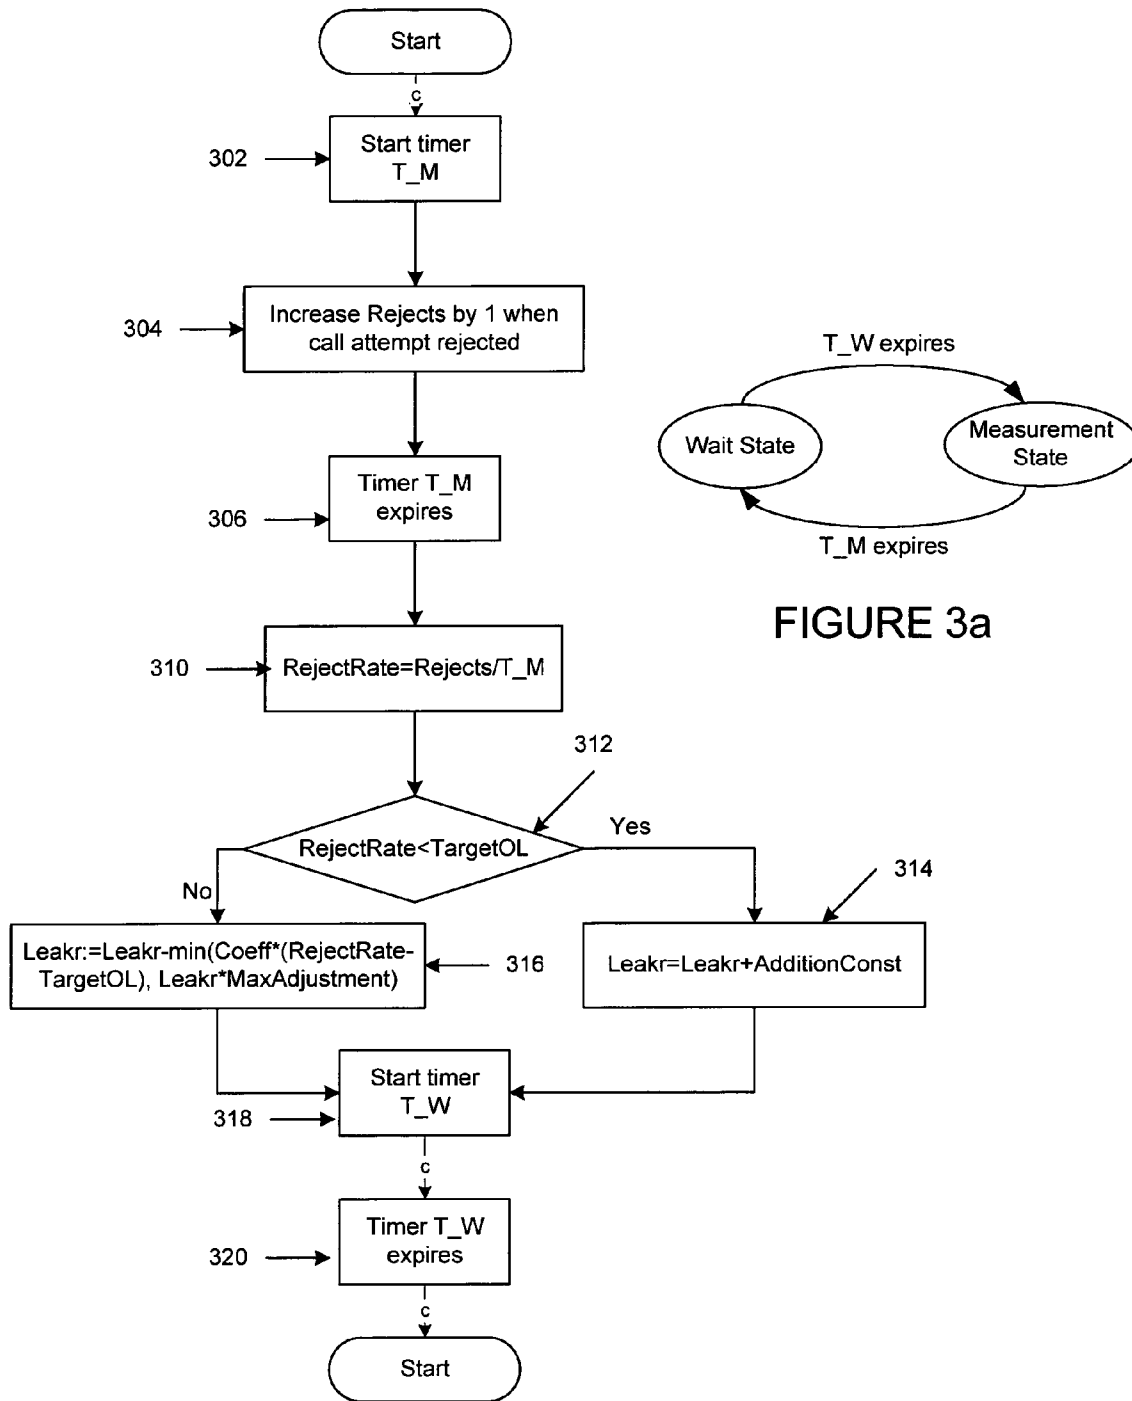 Start
c
Start timer
T_M
302
Increase Rejects by 1 when
call attempt rejected
304
T_W expires
Wait State
Measurement
State
T_M expires
FIGURE 3a
Timer T_M
expires
306
RejectRate=Rejects/T_M
310
312
RejectRate<TargetOL
Yes
No
314
Leakr:=Leakr-min(Coeff*(RejectRate-
TargetOL), Leakr*MaxAdjustment)
316
Leakr=Leakr+AdditionConst
Start timer
T_W
318
c
Timer T_W
expires
320
c
Start